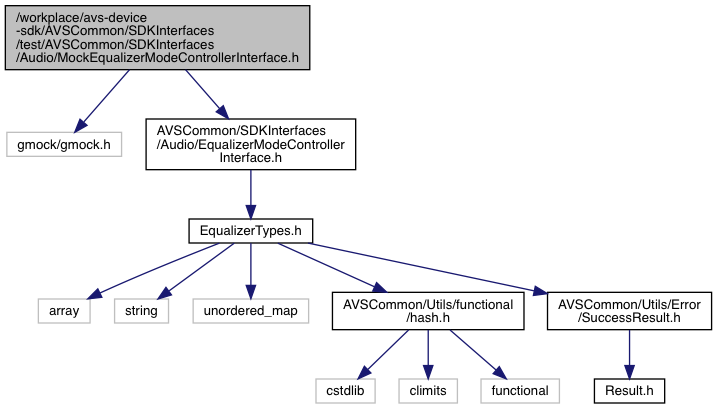 /workplace/avs-device
-sdk/AVSCommon/SDKInterfaces
/test/AVSCommon/SDKInterfaces
/Audio/MockEqualizerModeControllerInterface.h
gmock/gmock.h
AVSCommon/SDKInterfaces
/Audio/EqualizerModeController
Interface.h
EqualizerTypes.h
array
string
unordered_map
AVSCommon/Utils/functional
/hash.h
AVSCommon/Utils/Error
/SuccessResult.h
cstdlib
climits
functional
Result.h